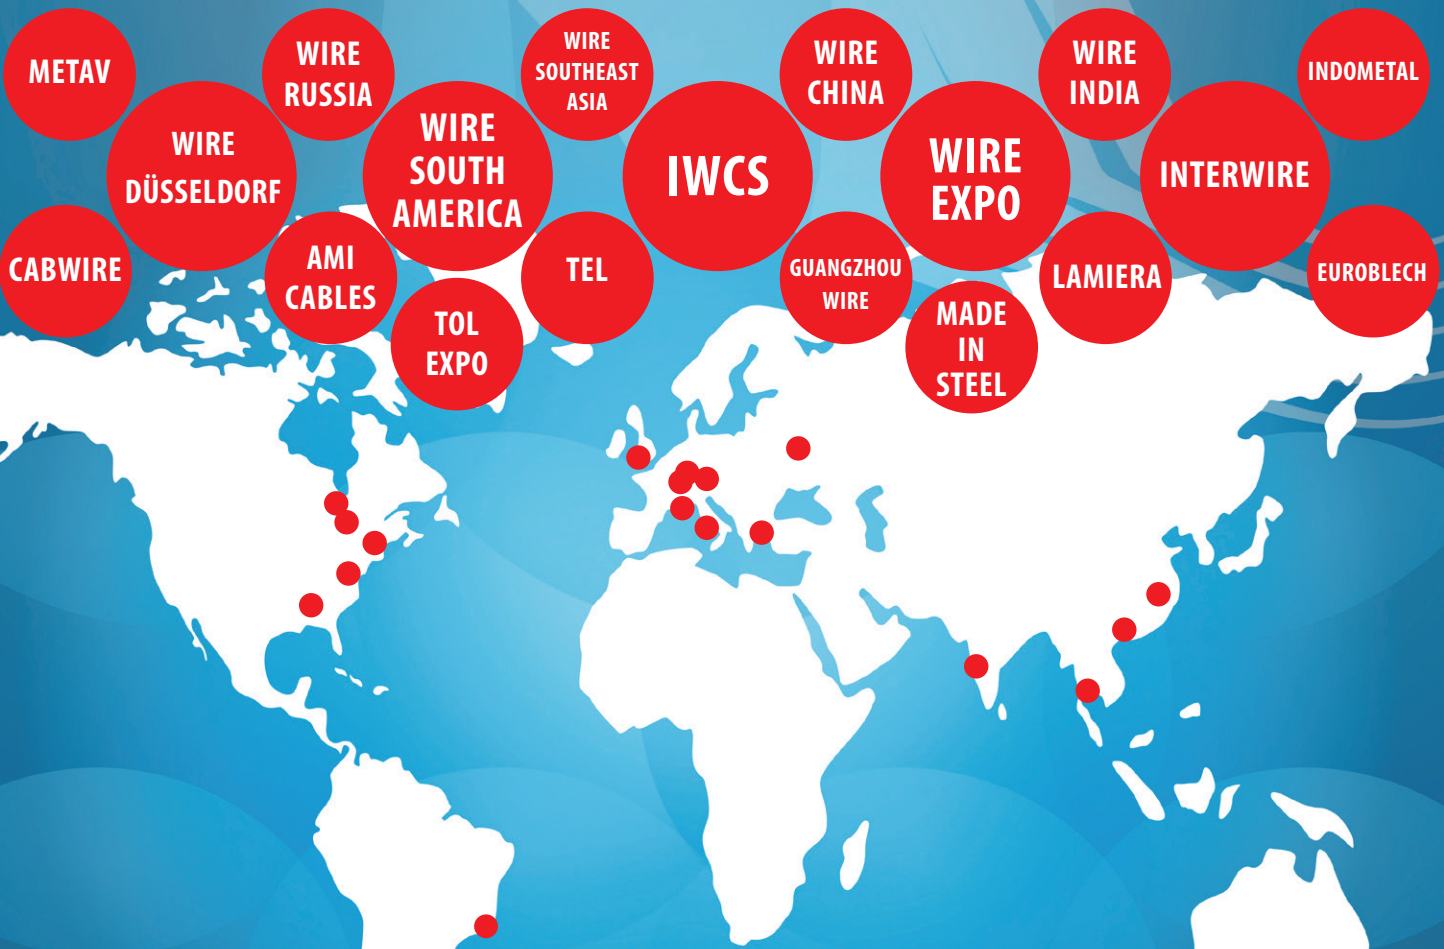 METAV
WIRE
RUSSIA
WIRE
SOUTHEAST
ASIA
WIRE
CHINA
WIRE
INDIA
INDOMETAL
WIRE
DÜSSELDORF
WIRE
SOUTH
AMERICA
IWCS
WIRE
EXPO
INTERWIRE
CABWIRE
AMI
CABLES
TEL
GUANGZHOU
WIRE
LAMIERA
EUROBLECH
TOL
EXPO
MADE
IN
STEEL